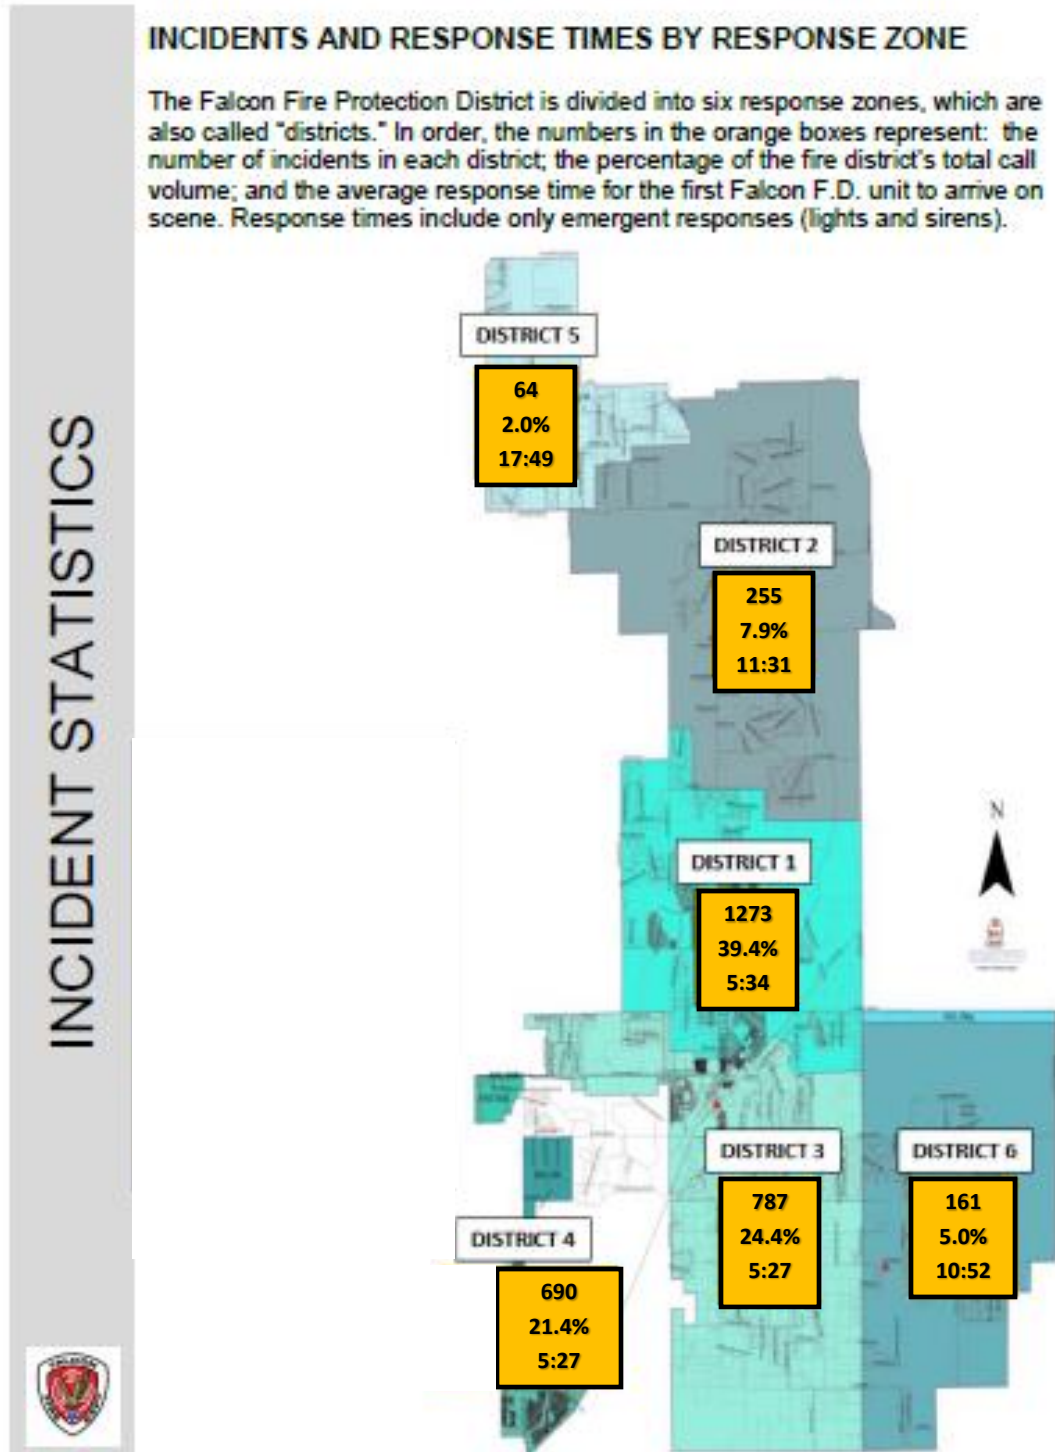 INCIDENTS AND RESPONSE TIMES BY RESPONSE ZONE
The Falcon Fire Protection District is divided into six response zones, which are
also called "districts." In order, the numbers in the orange boxes represent: the
number of incidents in each district; the percentage of the fire district's total call
volume; and the average response time for the first Falcon F.D. unit to arrive on
scene. Response times include only emergent responses (lights and sirens).
INCIDENT STATISTICS
DISTRICT 5
64
2.0%
17:49
DISTRICT 2
255
7.9%
11:31
N
DISTRICT 1
1273
39.4%
5:34
DISTRICT 3
787
24.4%
5:27
DISTRICT 6
161
5.0%
10:52
DISTRICT 4
690
21.4%
5:27